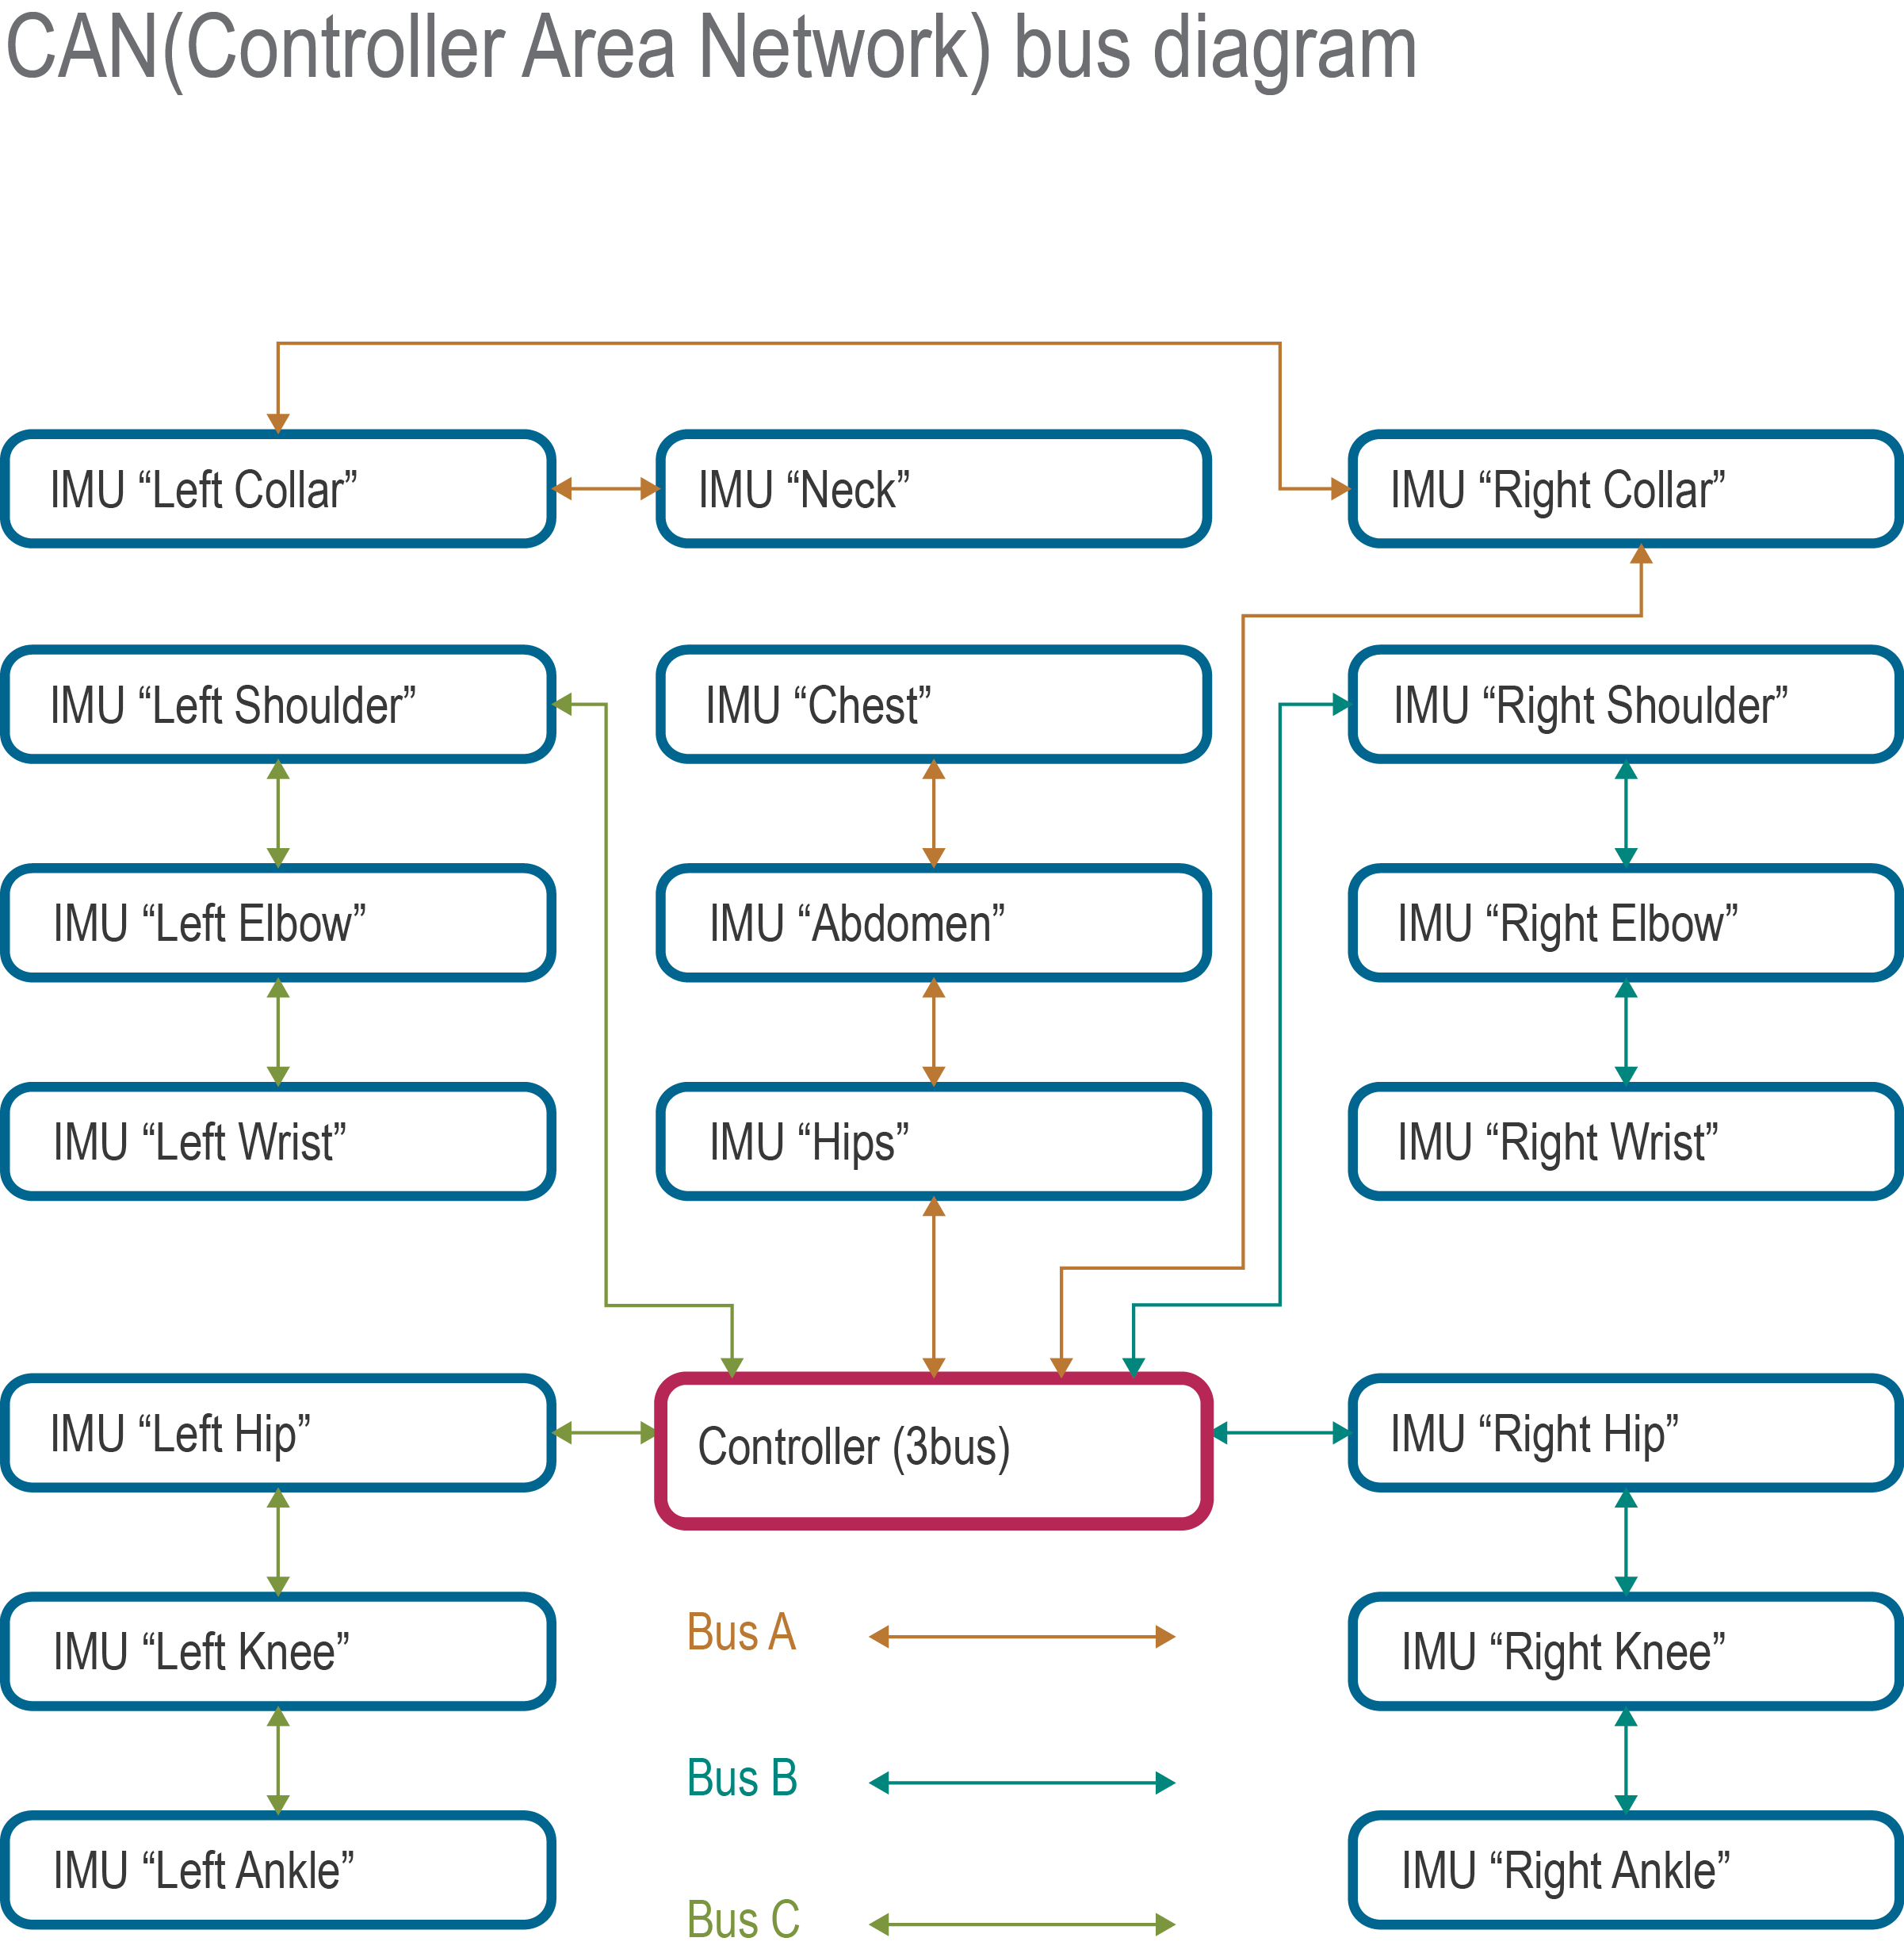 CAN(Controller Area Network) bus diagram
IMU “Left Collar”
IMU “Neck”
IMU “Right Collar”
IMU “Left Shoulder”
IMU “Chest”
IMU “Right Shoulder”
IMU “Left Elbow”
IMU “Abdomen”
IMU “Right Elbow”
IMU “Left Wrist”
IMU “Hips”
IMU “Right Wrist”
IMU “Left Hip”
Controller (3bus)
IMU “Right Hip”
IMU “Left Knee”
Bus A
IMU “Right Knee”
Bus B
IMU “Left Ankle”
IMU “Right Ankle”
Bus C